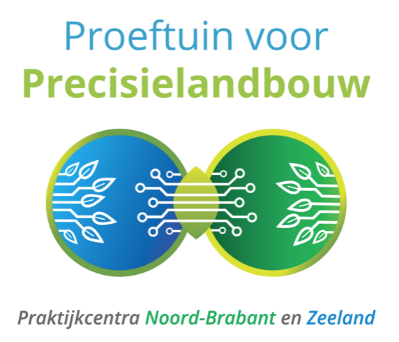 Proeftuin voor
Precisielandbouw
Praktijkcentra Noord-Brabant en Zeeland